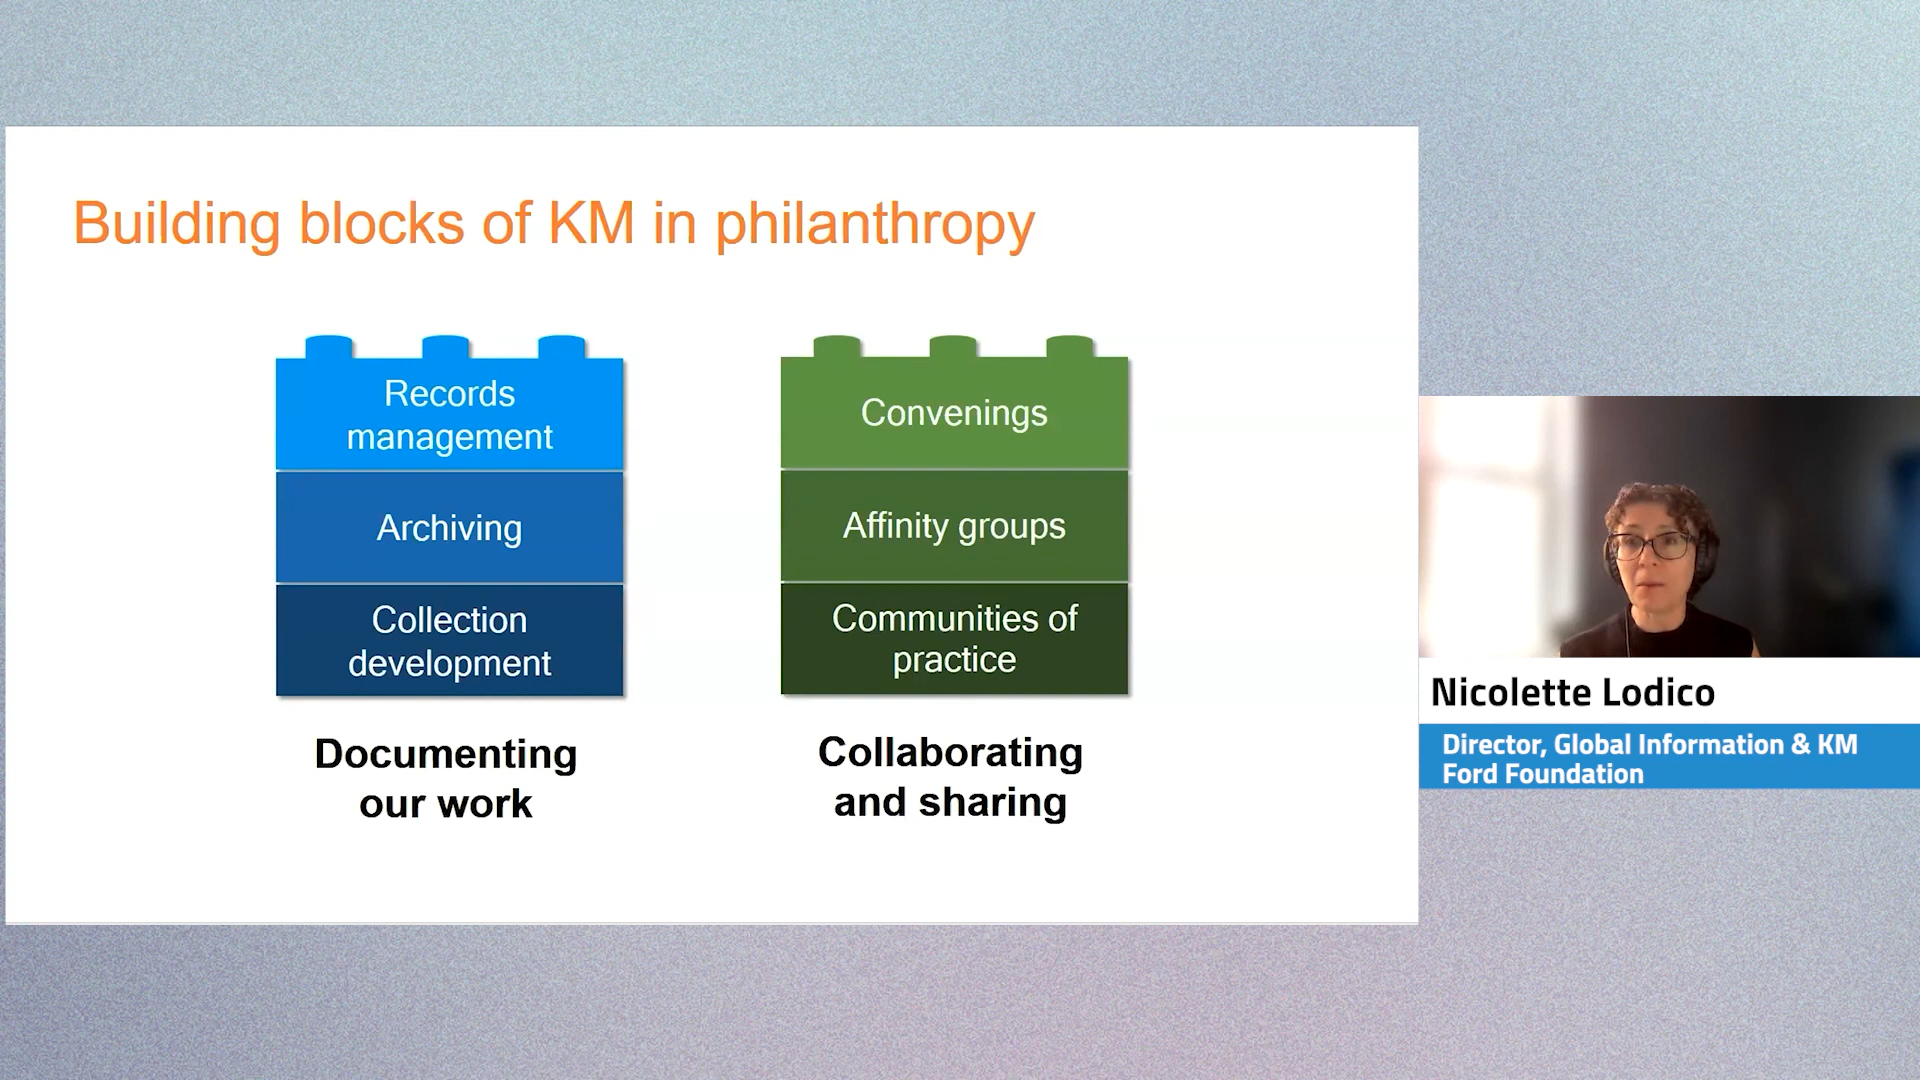 Building blocks of KM in philanthropy
Records
management
Archiving
Collection
development
Documenting
our work
Convenings
Affinity groups
Communities of
practice
Collaborating
and sharing
Nicolette Lodico
Director, Global Information & KM
Ford Foundation